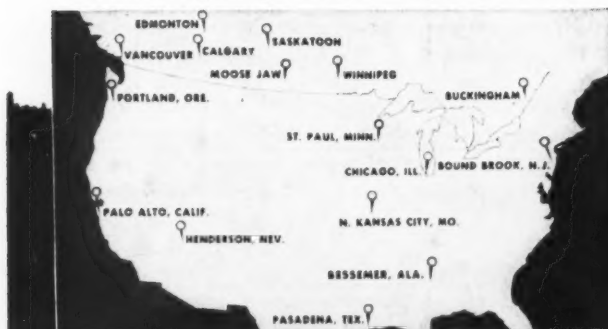 EDMONTON
SASKATOON
VANCOUVER
CALGARY
MOOSE JAW
WINNIPEG
PORTLAND, ORE.
BUCKINGHAM
ST. PAUL, MINN.
CHICAGO, ILL.
BOUND BROOK, N.J.
PALO ALTO, CALIF.
N. KANSAS CITY, MO.
HENDERSON, NEV.
BESSEMER, ALA.
PASADENA, TEX.